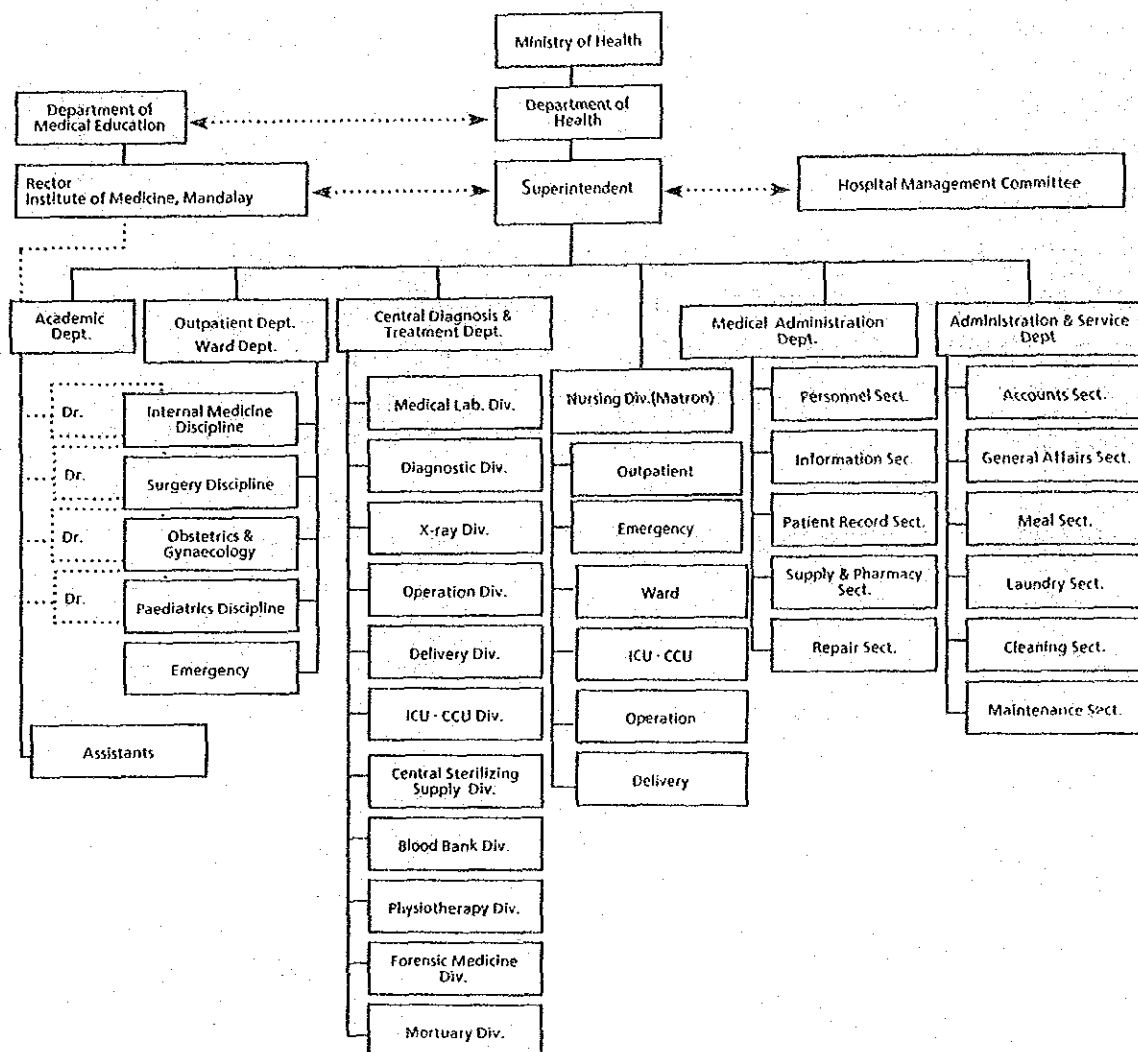 Ministry of Health
Department of
Medical Education
Department of
Health
Rector
Institute of Medicine, Mandalay
Superintendent
Hospital Management Committee
Academic
Dept.
Outpatient Dept.
Ward Dept.
Central Diagnosis &
Treatment Dept.
Medical Administration
Dept.
Administration & Service
Dept
Dr.
Internal Medicine
Discipline
Dr.
Surgery Discipline
Dr.
Obstetrics &
Gynaecology
Dr.
Paediatrics Discipline
Emergency
Assistants
Medical Lab. Div.
Diagnostic Div.
X-ray Div.
Operation Div.
Delivery Div.
ICU · CCU Div.
Central Sterilizing
Supply Div.
Blood Bank Div.
Physiotherapy Div.
Forensic Medicine
Div.
Mortuary Div.
Nursing Div.(Matron)
Outpatient
Emergency
Ward
ICU · CCU
Operation
Delivery
Personnel Sect.
Information Sec.
Patient Record Sect.
Supply & Pharmacy
Sect.
Repair Sect.
Accounts Sect.
General Affairs Sect.
Meal Sect.
Laundry Sect.
Cleaning Sect.
Maintenance Sect.